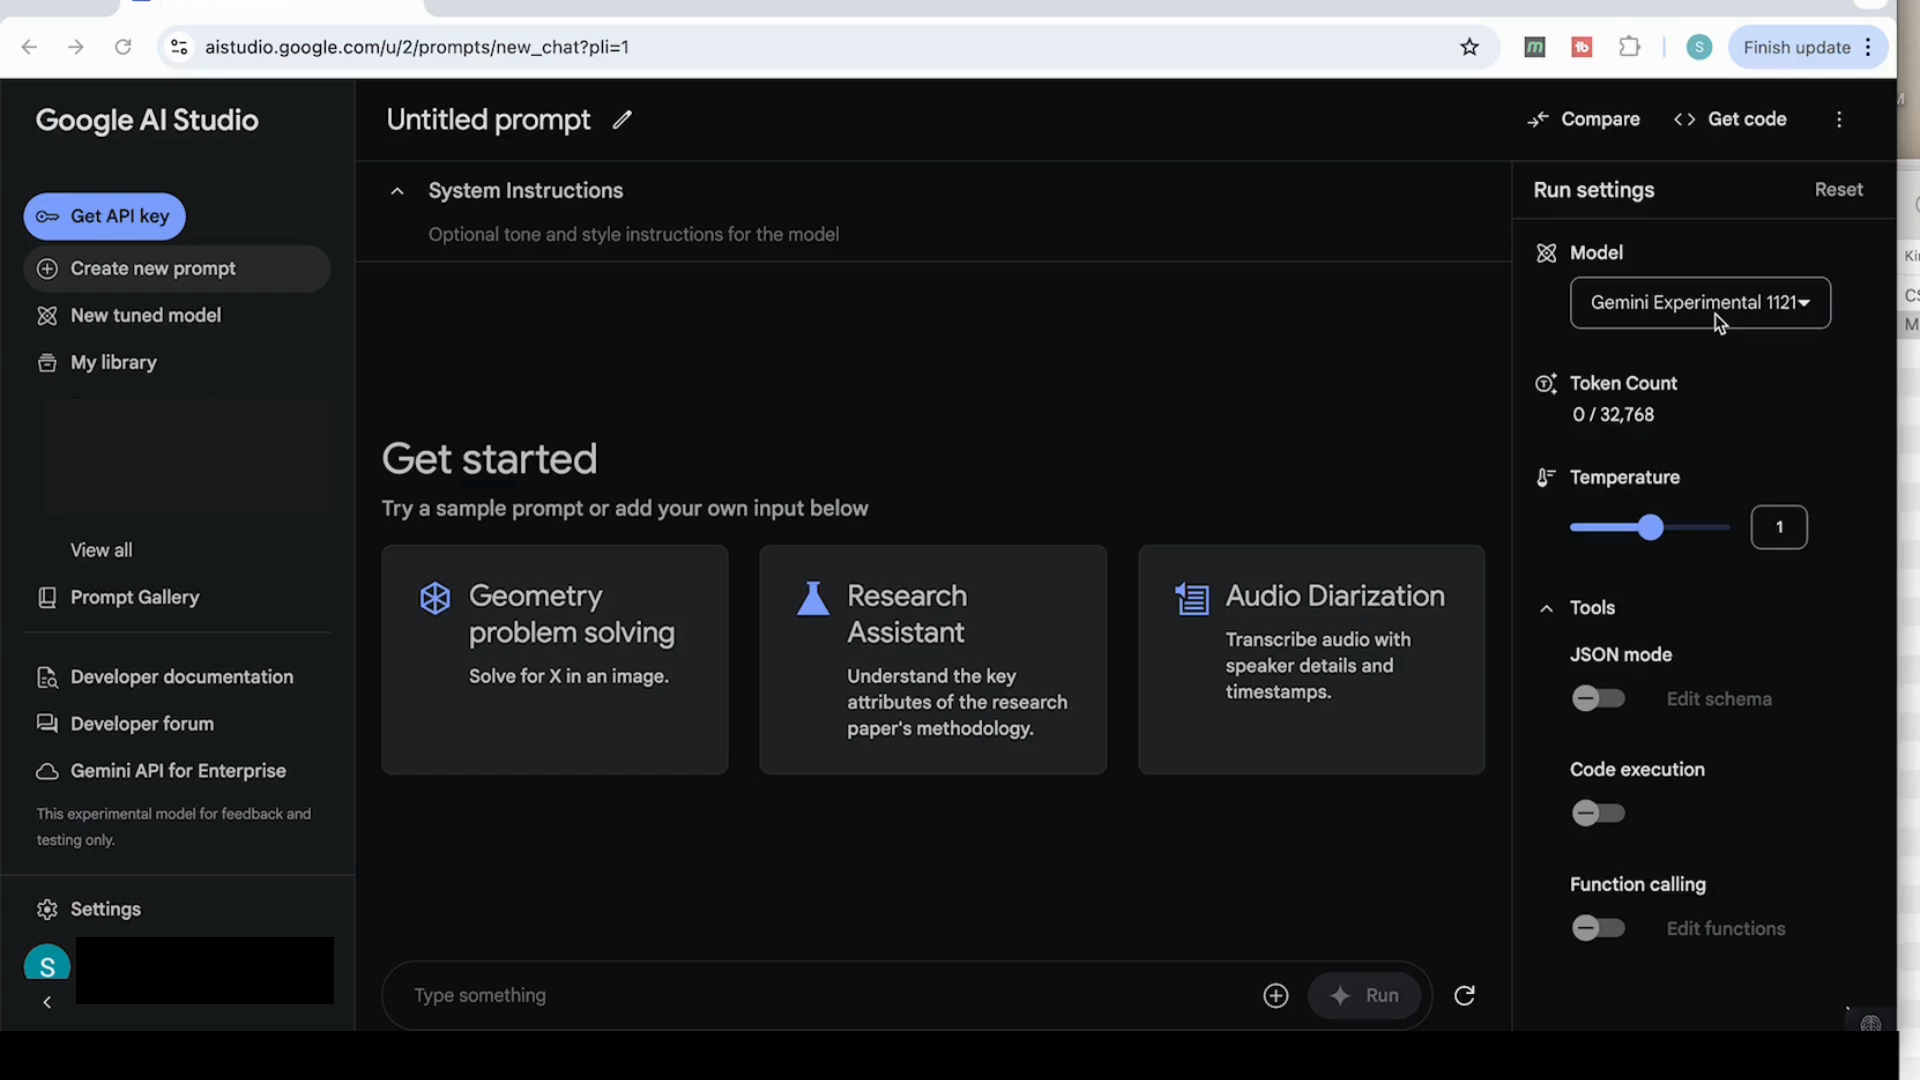 aistudio.google.com/u/2/prompts/new_chat?pli=1
S
Finish update
Google AI Studio
Get API key
Create new prompt
New tuned model
My library
View all
Prompt Gallery
Developer documentation
Developer forum
Gemini API for Enterprise
This experimental model for feedback and
testing only.
Settings
S
Untitled prompt
Compare
Get code
System Instructions
Optional tone and style instructions for the model
Get started
Try a sample prompt or add your own input below
Geometry
problem solving
Solve for X in an image.
Research
Assistant
Understand the key
attributes of the research
paper's methodology.
Audio Diarization
Transcribe audio with
speaker details and
timestamps.
Type something
Run
Run settings
Reset
Model
Gemini Experimental 1121
Token Count
0 / 32,768
Temperature
1
Tools
JSON mode
Edit schema
Code execution
Function calling
Edit functions